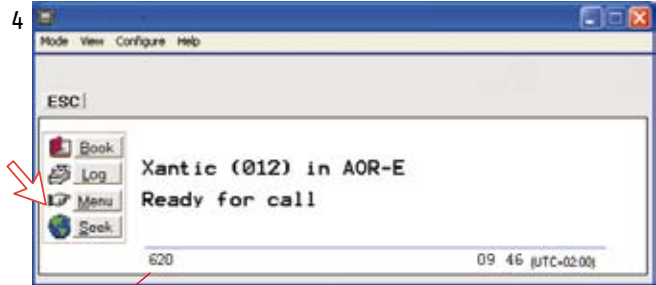 4
Mode View Configure Help
ESC
Book
Log
Menu
Seek
Xantic (012) in AOR-E
Ready for call
620 09 46 (UTC+02:00)